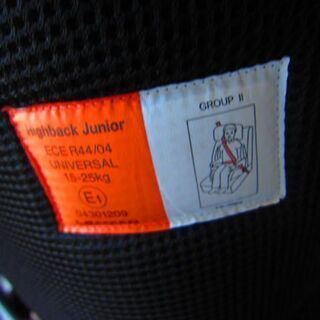 Highback Junior
ECE R44/04
UNIVERSAL
15-25kg
E1
04301209
GROUP II